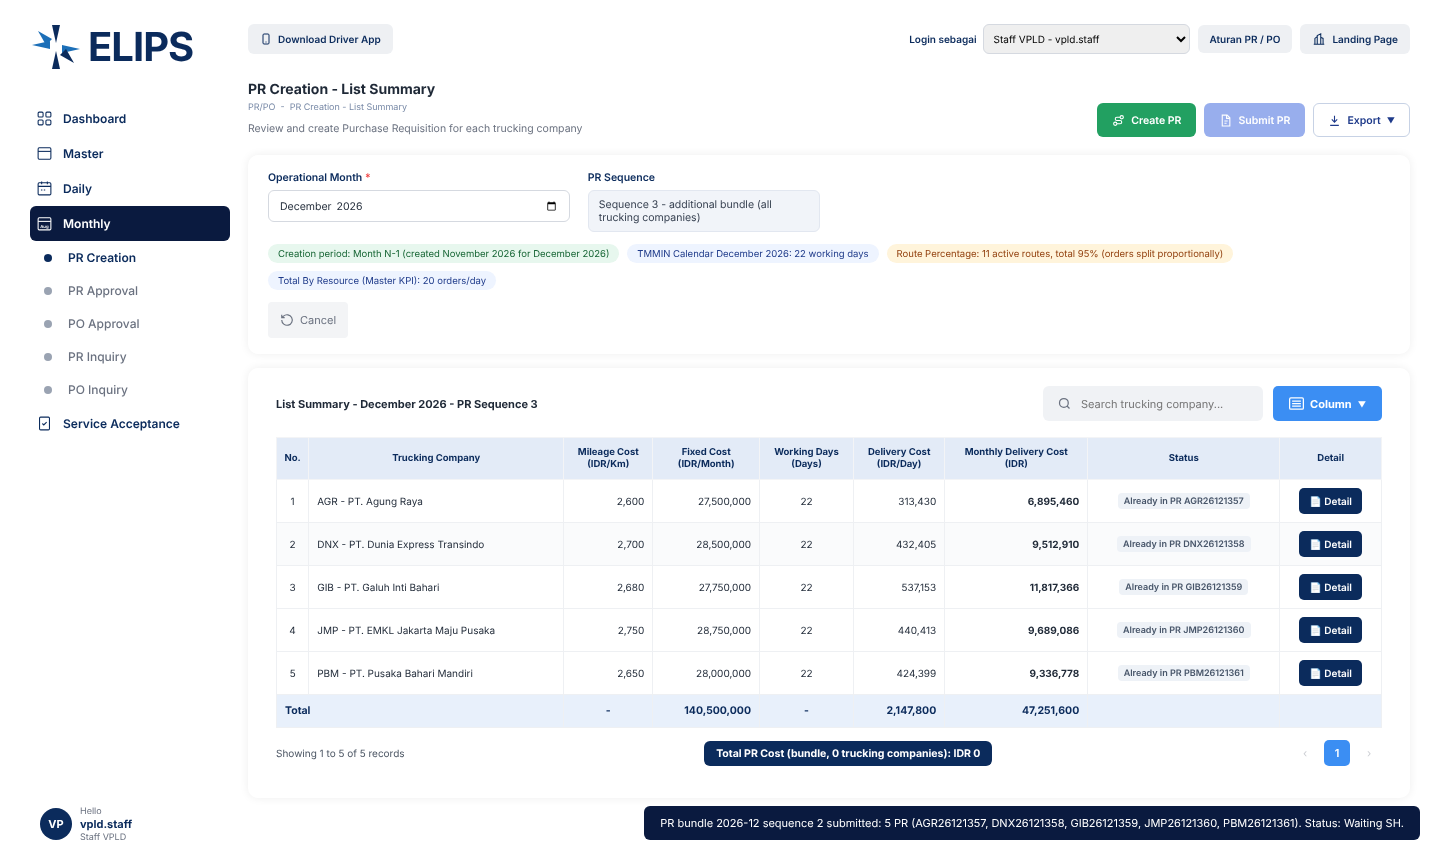 ELIPS
Download Driver App
Login sebagai
Staff VPLD - vpld.staff
Aturan PR / PO
Landing Page
Dashboard
Master
Daily
Monthly
PR Creation
PR Approval
PO Approval
PR Inquiry
PO Inquiry
Service Acceptance
PR Creation - List Summary
PR/PO - PR Creation - List Summary
Review and create Purchase Requisition for each trucking company
Create PR
Submit PR
Export ▼
Operational Month *
December 2026
PR Sequence
Sequence 3 - additional bundle (all
trucking companies)
Creation period: Month N-1 (created November 2026 for December 2026)
TMMIN Calendar December 2026: 22 working days
Route Percentage: 11 active routes, total 95% (orders split proportionally)
Total By Resource (Master KPI): 20 orders/day
Cancel
List Summary - December 2026 - PR Sequence 3
Search trucking company...
Column ▼
No. Trucking Company Mileage Cost (IDR/Km) Fixed Cost (IDR/Month) Working Days (Days) Delivery Cost (IDR/Day) Monthly Delivery Cost (IDR) Status Detail
1 AGR - PT. Agung Raya 2,600 27,500,000 22 313,430 6,895,460 Already in PR AGR26121357 Detail
2 DNX - PT. Dunia Express Transindo 2,700 28,500,000 22 432,405 9,512,910 Already in PR DNX26121358 Detail
3 GIB - PT. Galuh Inti Bahari 2,680 27,750,000 22 537,153 11,817,366 Already in PR GIB26121359 Detail
4 JMP - PT. EMKL Jakarta Maju Pusaka 2,750 28,750,000 22 440,413 9,689,086 Already in PR JMP26121360 Detail
5 PBM - PT. Pusaka Bahari Mandiri 2,650 28,000,000 22 424,399 9,336,778 Already in PR PBM26121361 Detail
Total - 140,500,000 - 2,147,800 47,251,600
Showing 1 to 5 of 5 records
Total PR Cost (bundle, 0 trucking companies): IDR 0
‹ 1 ›
VP
Hello
vpld.staff
Staff VPLD
PR bundle 2026-12 sequence 2 submitted: 5 PR (AGR26121357, DNX26121358, GIB26121359, JMP26121360, PBM26121361). Status: Waiting SH.